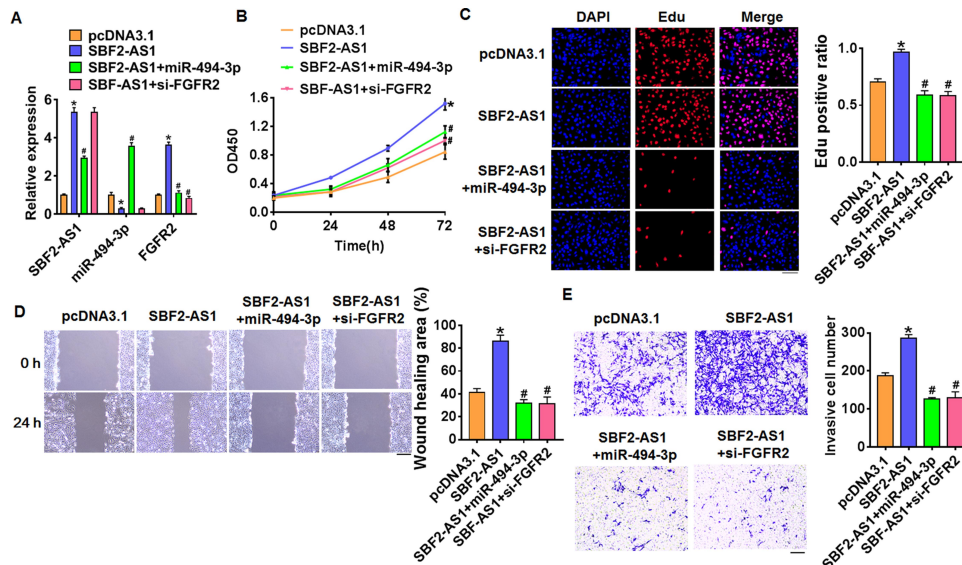 A
pcDNA3.1
SBF2-AS1
SBF2-AS1+miR-494-3p
SBF-AS1+si-FGFR2
Relative expression
8
6
4
2
0
*
#
*
#
*
#
#
SBF2-AS1
miR-494-3p
FGFR2
B
pcDNA3.1
SBF2-AS1
SBF2-AS1+miR-494-3p
SBF-AS1+si-FGFR2
OD450
1.6
1.2
0.8
0.4
0.0
0
24
48
72
Time(h)
*
#
#
C
DAPI
Edu
Merge
pcDNA3.1
SBF2-AS1
SBF2-AS1
+miR-494-3p
SBF2-AS1
+si-FGFR2
Edu positive ratio
1.0
0.5
0.0
*
#
#
pcDNA3.1
SBF2-AS1
SBF2-AS1+miR-494-3p
SBF-AS1+si-FGFR2
D
pcDNA3.1
SBF2-AS1
SBF2-AS1
+miR-494-3p
SBF2-AS1
+si-FGFR2
0 h
24 h
Wound healing area (%)
100
80
60
40
20
0
*
#
#
pcDNA3.1
SBF2-AS1
SBF2-AS1+miR-494-3p
SBF-AS1+si-FGFR2
E
pcDNA3.1
SBF2-AS1
SBF2-AS1
+miR-494-3p
SBF2-AS1
+si-FGFR2
Invasive cell number
300
200
100
0
*
#
#
pcDNA3.1
SBF2-AS1
SBF2-AS1+miR-494-3p
SBF-AS1+si-FGFR2